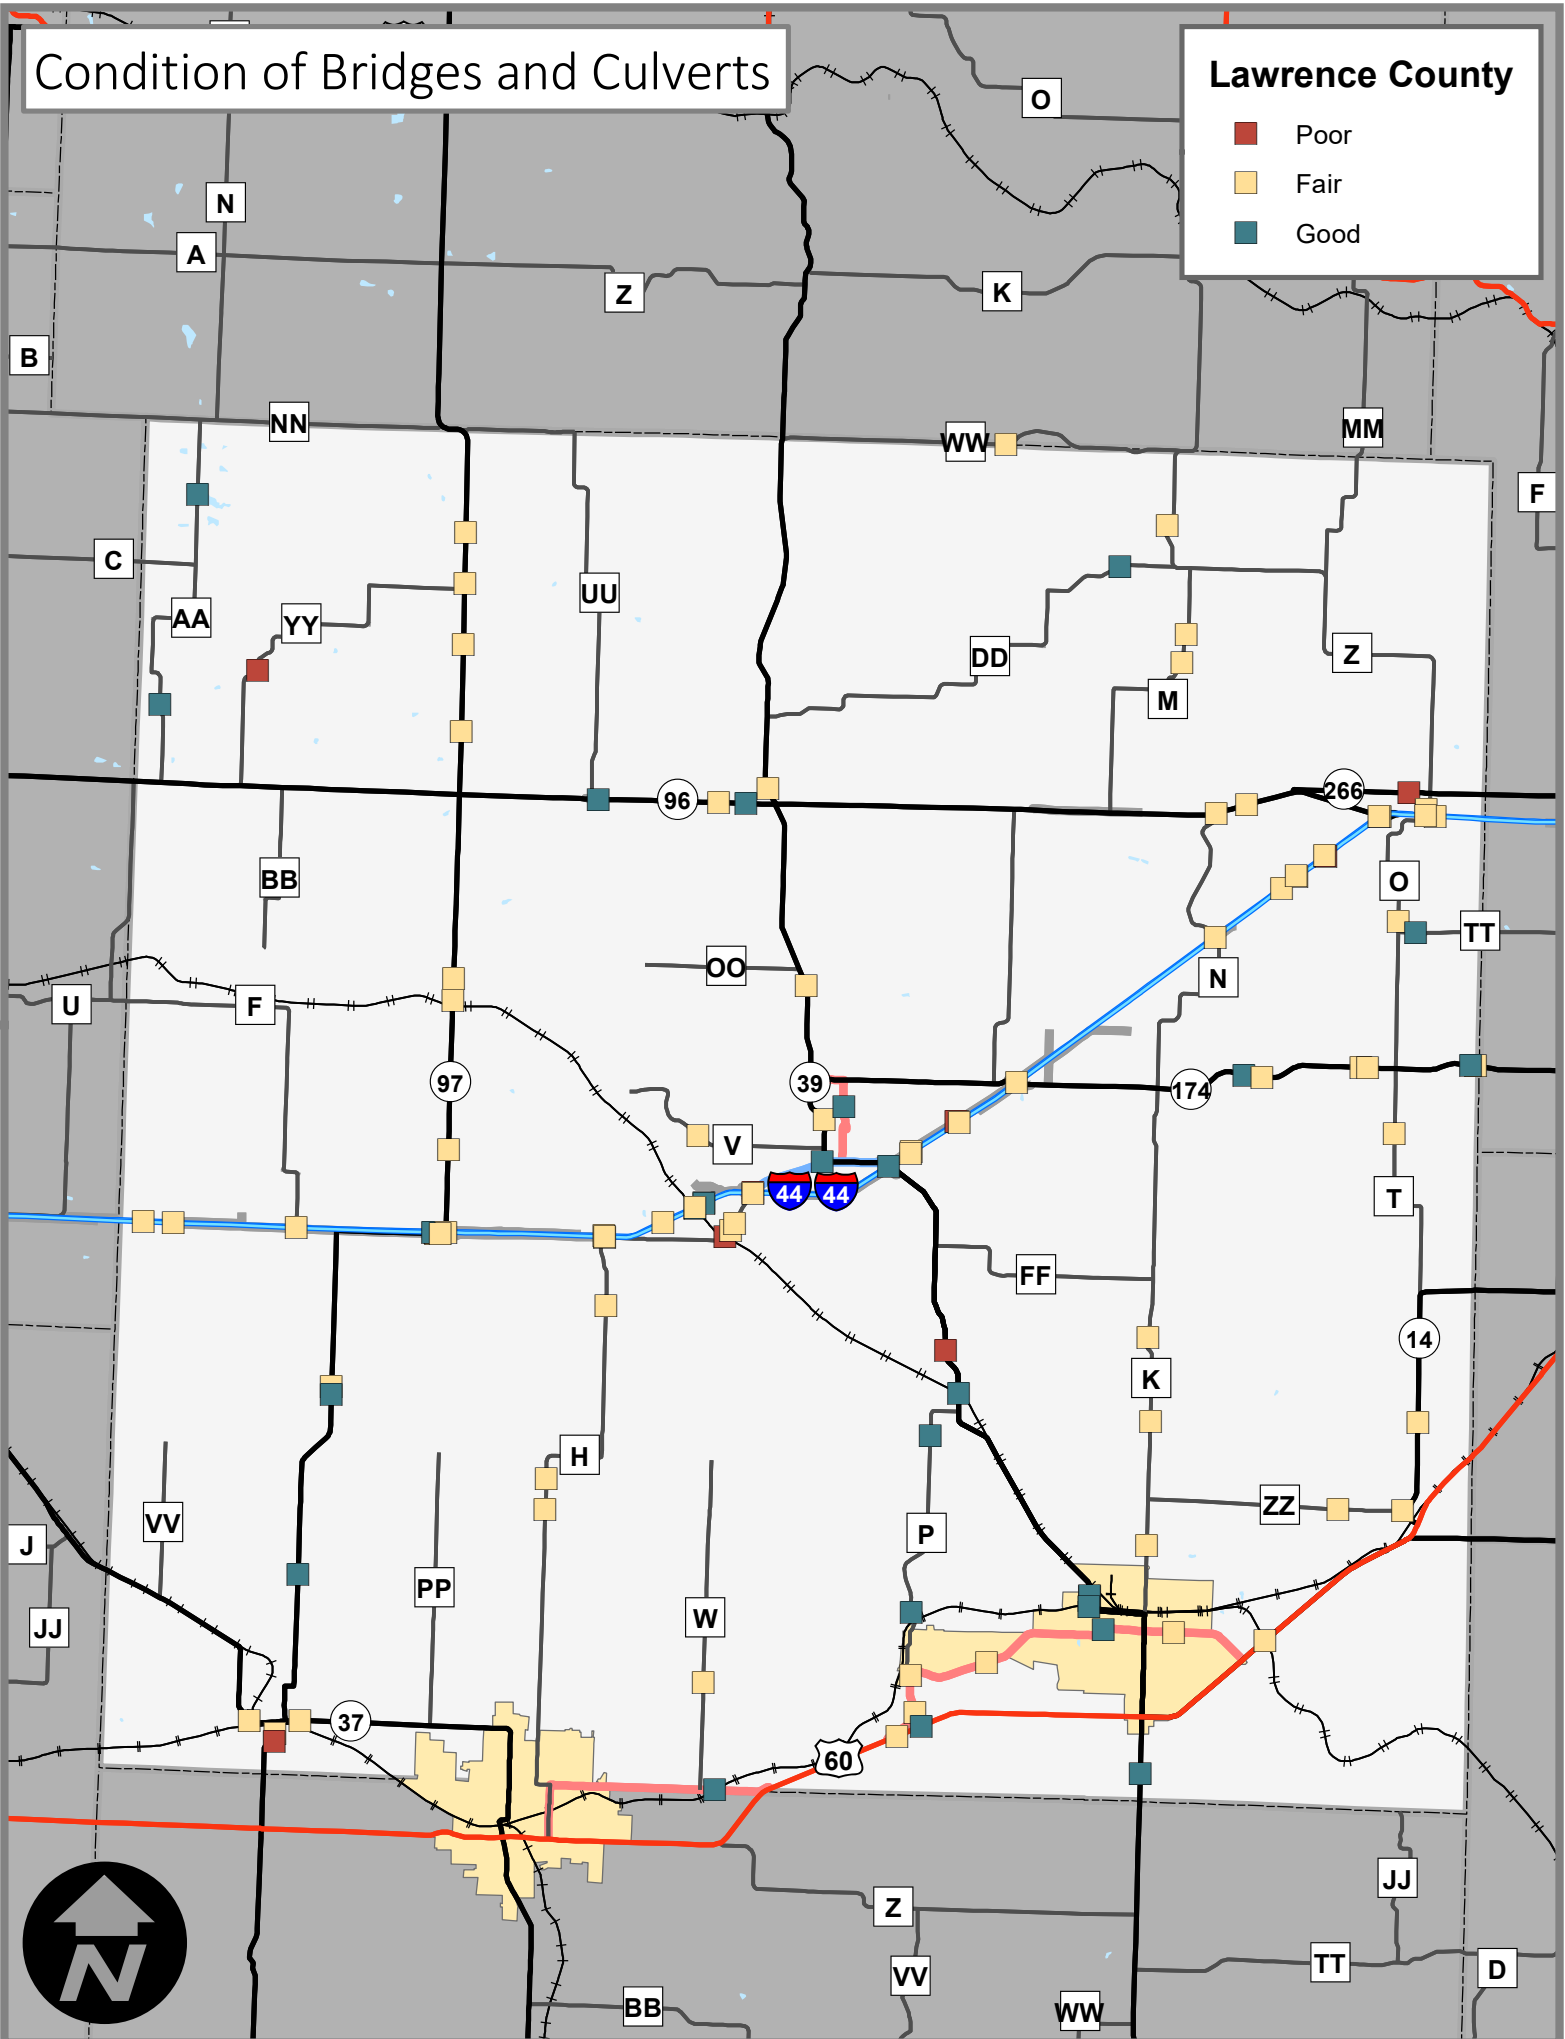 Condition of Bridges and Culverts
Lawrence County
Poor
Fair
Good
O
N
A
Z
K
B
NN
WW
MM
F
C
AA
YY
UU
DD
Z
M
96
266
BB
O
TT
OO
N
U
F
97
39
174
V
44
44
T
FF
14
K
H
ZZ
VV
J
P
PP
JJ
W
37
60
JJ
Z
TT
D
VV
BB
WW
N